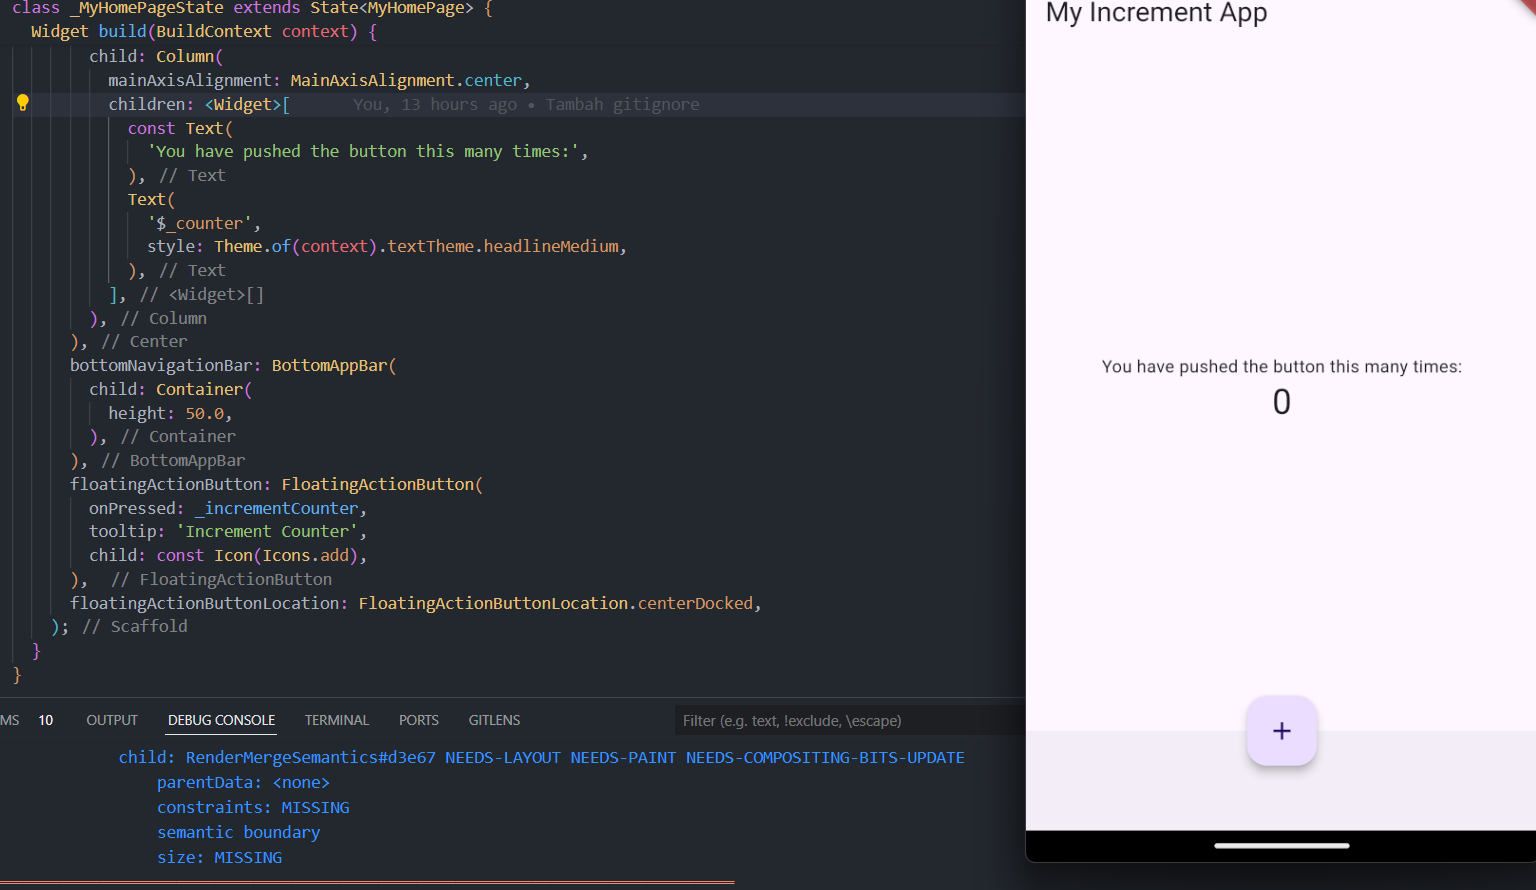 class _MyHomePageState extends State<MyHomePage> {
Widget build(BuildContext context) {
child: Column(
mainAxisAlignment: MainAxisAlignment.center,
children: <Widget>[ You, 13 hours ago • Tambah gitignore
const Text(
'You have pushed the button this many times:',
), // Text
Text(
'$_counter',
style: Theme.of(context).textTheme.headlineMedium,
), // Text
], // <Widget>[]
), // Column
), // Center
bottomNavigationBar: BottomAppBar(
child: Container(
height: 50.0,
), // Container
), // BottomAppBar
floatingActionButton: FloatingActionButton(
onPressed: _incrementCounter,
tooltip: 'Increment Counter',
child: const Icon(Icons.add),
), // FloatingActionButton
floatingActionButtonLocation: FloatingActionButtonLocation.centerDocked,
); // Scaffold
}
}
MS 10 OUTPUT DEBUG CONSOLE TERMINAL PORTS GITLENS Filter (e.g. text, !exclude, \escape)
child: RenderMergeSemantics#d3e67 NEEDS-LAYOUT NEEDS-PAINT NEEDS-COMPOSITING-BITS-UPDATE
parentData: <none>
constraints: MISSING
semantic boundary
size: MISSING
My Increment App
You have pushed the button this many times:
0
+